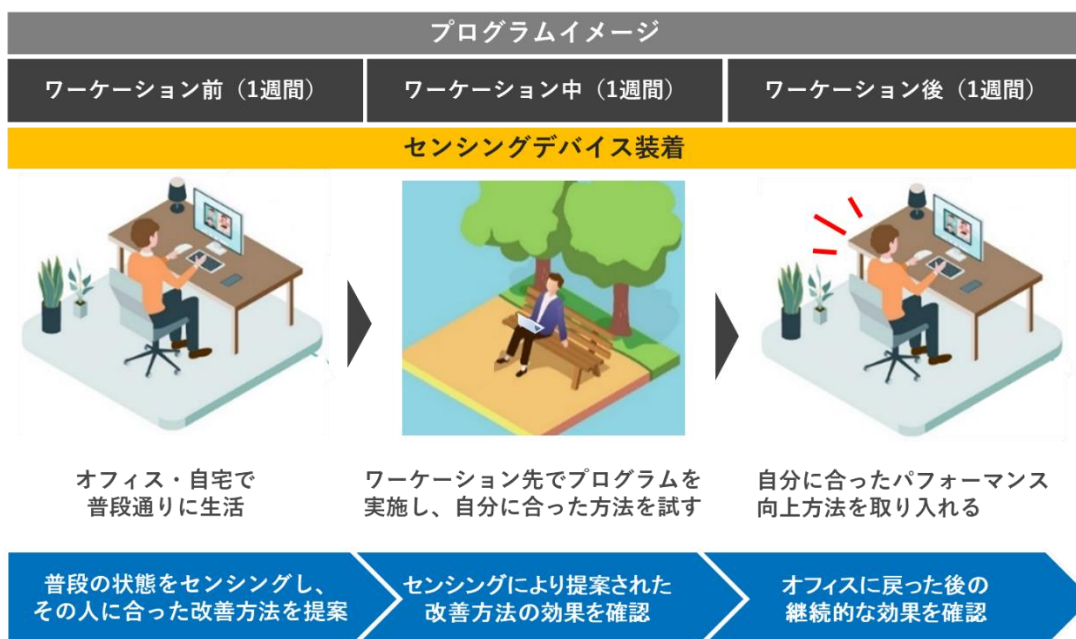 プログラムイメージ
ワーケーション前（1週間）
ワーケーション中（1週間）
ワーケーション後（1週間）
センシングデバイス装着
オフィス・自宅で
普段通りに生活
ワーケーション先でプログラムを
実施し、自分に合った方法を試す
自分に合ったパフォーマンス
向上方法を取り入れる
普段の状態をセンシングし、
その人に合った改善方法を提案
センシングにより提案された
改善方法の効果を確認
オフィスに戻った後の
継続的な効果を確認